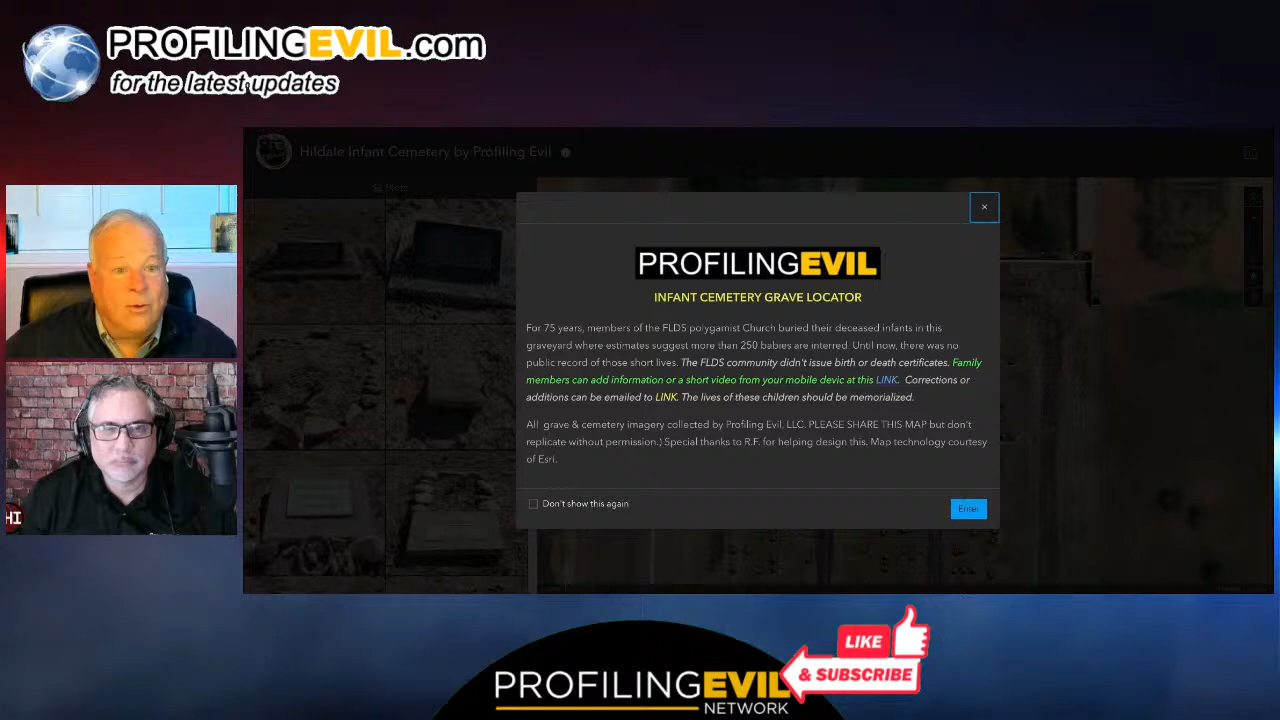 PROFILINGEVIL.com
for the latest updates
Hildale Infant Cemetery by Profiling Evil
Photo
×
PROFILINGEVIL
INFANT CEMETERY GRAVE LOCATOR
For 75 years, members of the FLDS polygamist Church buried their deceased infants in this
graveyard where estimates suggest more than 250 babies are interred. Until now, there was no
public record of those short lives. The FLDS community didn't issue birth or death certificates. Family
members can add information or a short video from your mobile devic at this LINK. Corrections or
additions can be emailed to LINK. The lives of these children should be memorialized.
All grave & cemetery imagery collected by Profiling Evil, LLC. PLEASE SHARE THIS MAP but don't
replicate without permission.) Special thanks to R.F. for helping design this. Map technology courtesy
of Esri.
Don't show this again
Enter
HI
LIKE
& SUBSCRIBE
PROFILINGEVIL
NETWORK